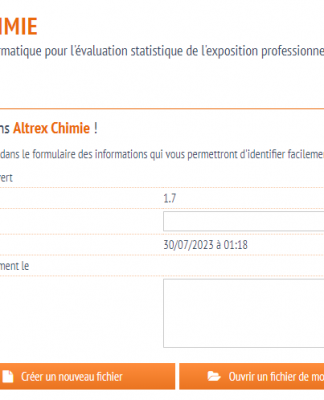 IMIE
rmatique pour l'évaluation statistique de l'exposition professionne
ns Altrex Chimie !
dans le formulaire des informations qui vous permettront d'identifier facilemen
vert
1.7
30/07/2023 à 01:18
ment le
Créer un nouveau fichier
Ouvrir un fichier de mo